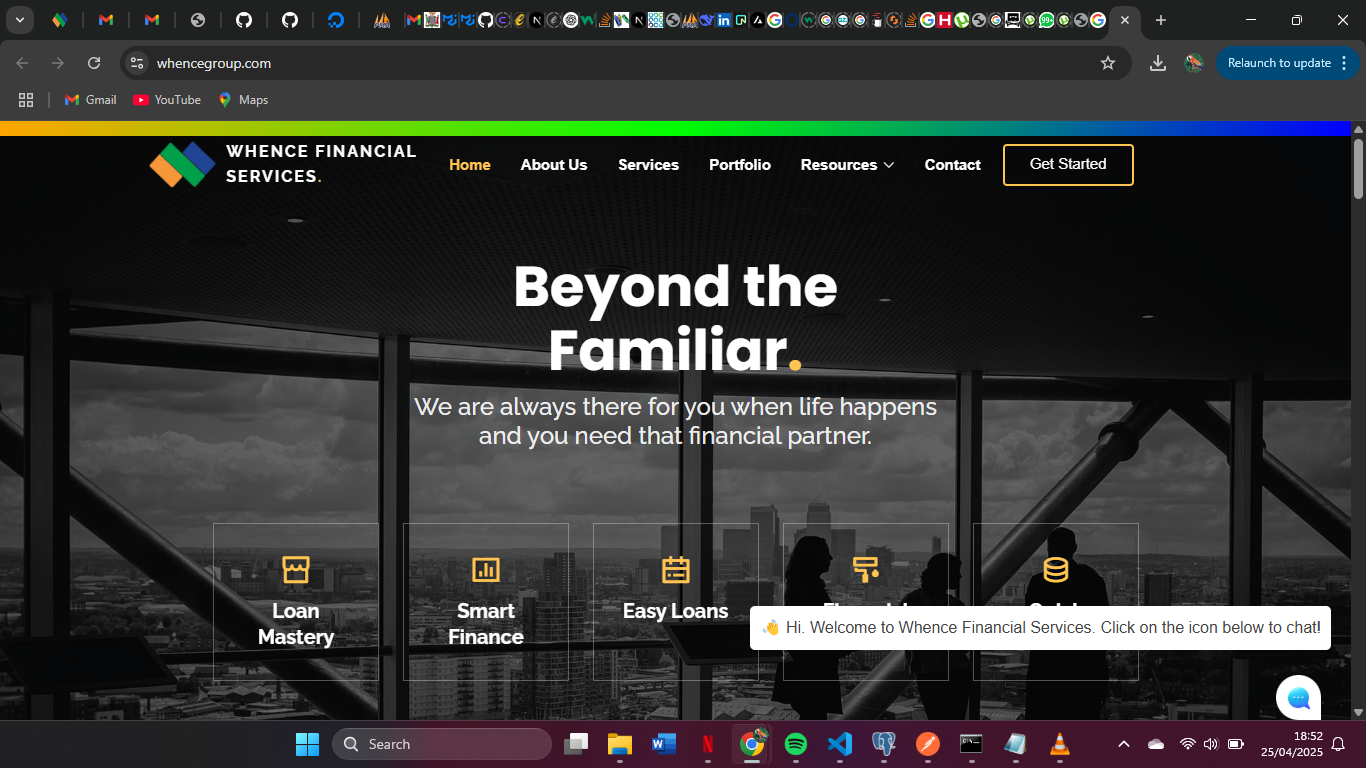 whencegroup.com
Relaunch to update
Gmail
YouTube
Maps
WHENCE FINANCIAL
SERVICES.
Home
About Us
Services
Portfolio
Resources
Contact
Get Started
Beyond the
Familiar.
We are always there for you when life happens
and you need that financial partner.
Loan
Mastery
Smart
Finance
Easy Loans
👋 Hi. Welcome to Whence Financial Services. Click on the icon below to chat!
Search
18:52
25/04/2025